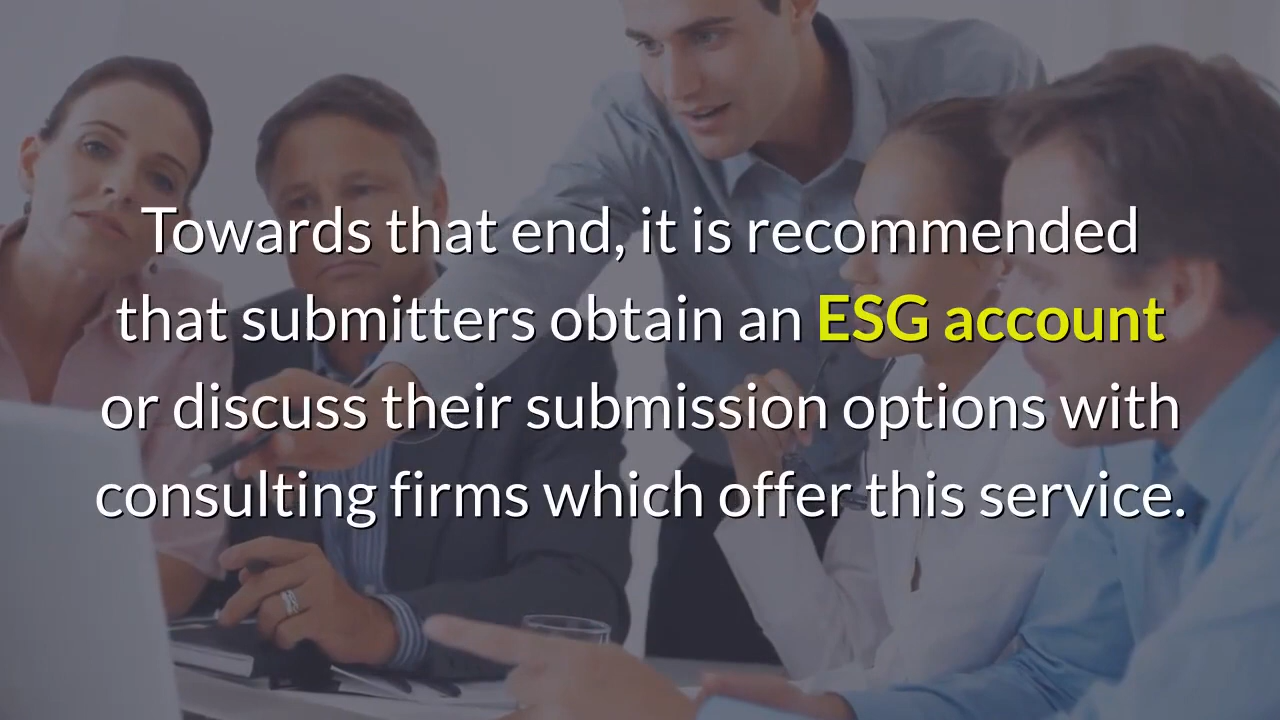 Towards that end, it is recommended
that submitters obtain an ESG account
or discuss their submission options with
consulting firms which offer this service.